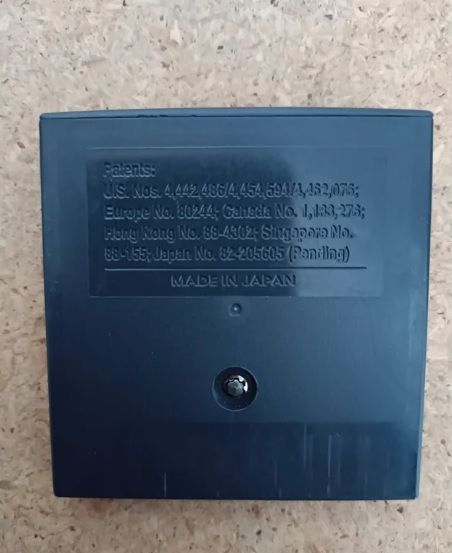 Patents:
U.S. Nos. 4,442,486/4,454,594/4,462,076;
Europe No. 80244; Canada No. 1,183,276;
Hong Kong No. 88-4302; Singapore No.
88-155; Japan No. 82-205605 (Pending)
MADE IN JAPAN